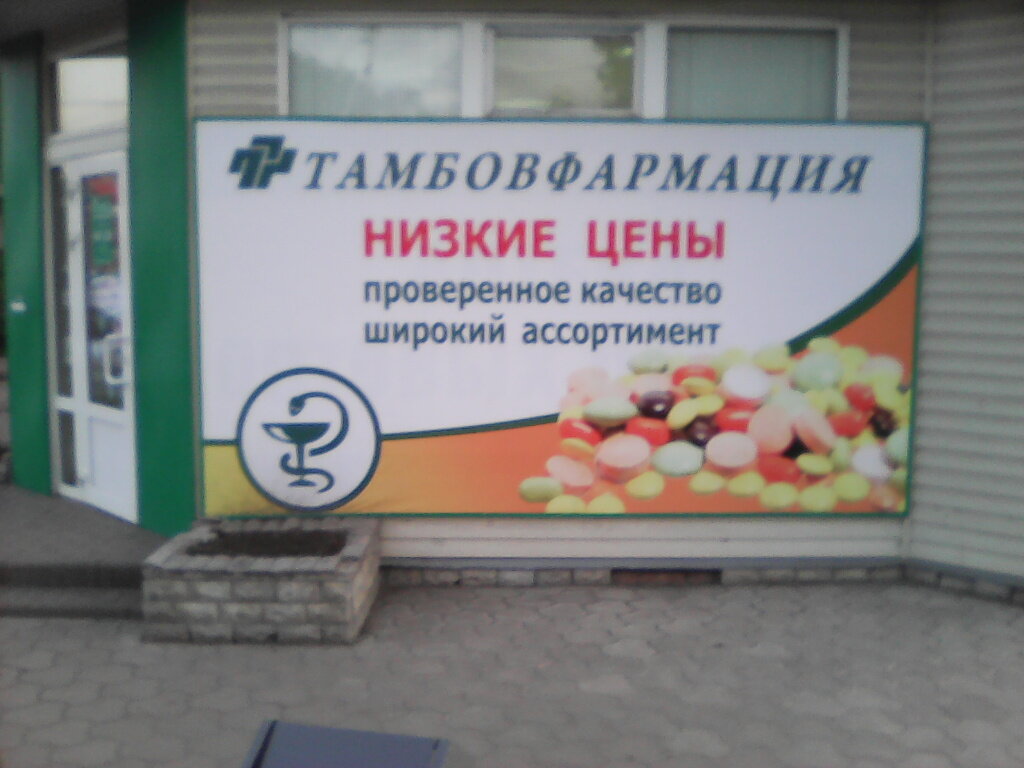 ТАМБОВФАРМАЦИЯ
НИЗКИЕ ЦЕНЫ
проверенное качество
широкий ассортимент